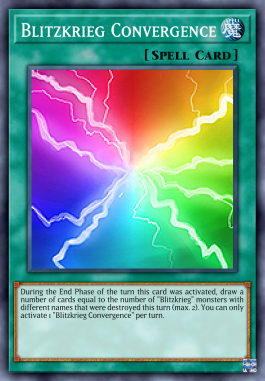 Blitzkrieg Convergence
[Spell Card]
During the End Phase of the turn this card was activated, draw a
number of cards equal to the number of "Blitzkrieg" monsters with
different names that were destroyed this turn (max. 2). You can only
activate 1 "Blitzkrieg Convergence" per turn.